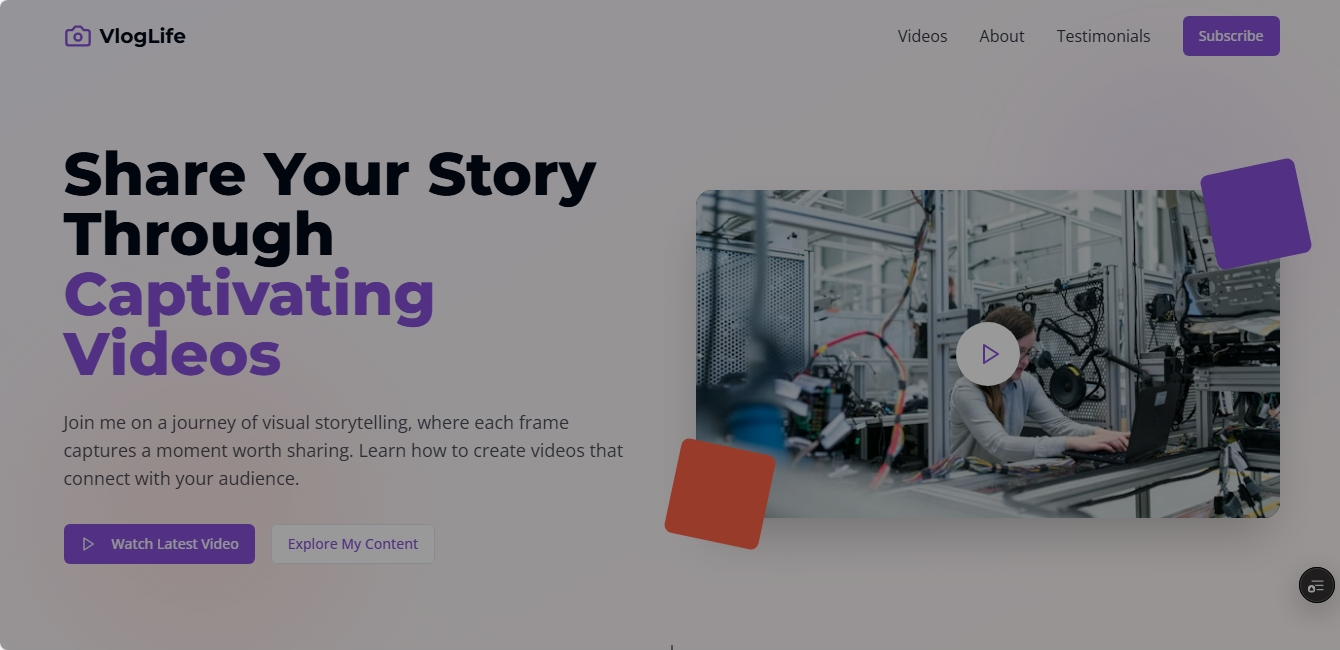 VlogLife
Videos
About
Testimonials
Subscribe
Share Your Story
Through
Captivating
Videos
Join me on a journey of visual storytelling, where each frame
captures a moment worth sharing. Learn how to create videos that
connect with your audience.
Watch Latest Video
Explore My Content